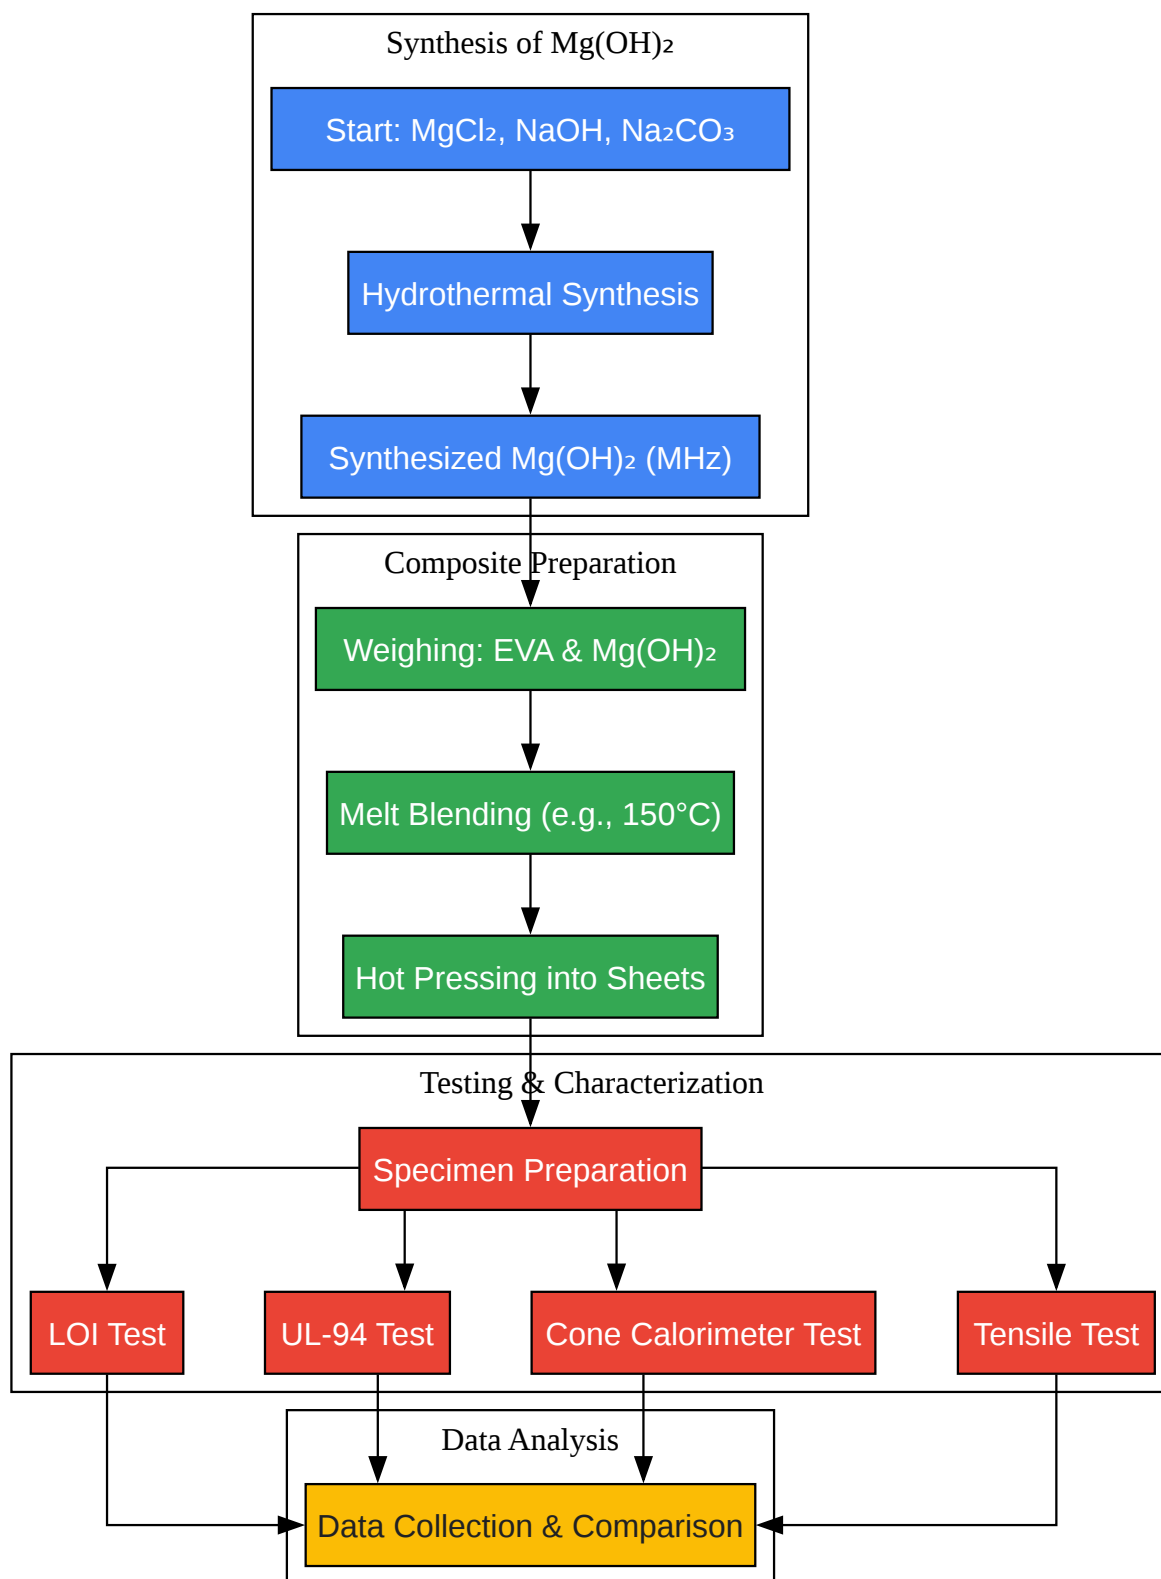 Synthesis of Mg(OH)₂
Start: MgCl₂, NaOH, Na₂CO₃
Hydrothermal Synthesis
Synthesized Mg(OH)₂ (MHz)
Composite Preparation
Weighing: EVA & Mg(OH)₂
Melt Blending (e.g., 150°C)
Hot Pressing into Sheets
Testing & Characterization
Specimen Preparation
LOI Test
UL-94 Test
Cone Calorimeter Test
Tensile Test
Data Analysis
Data Collection & Comparison